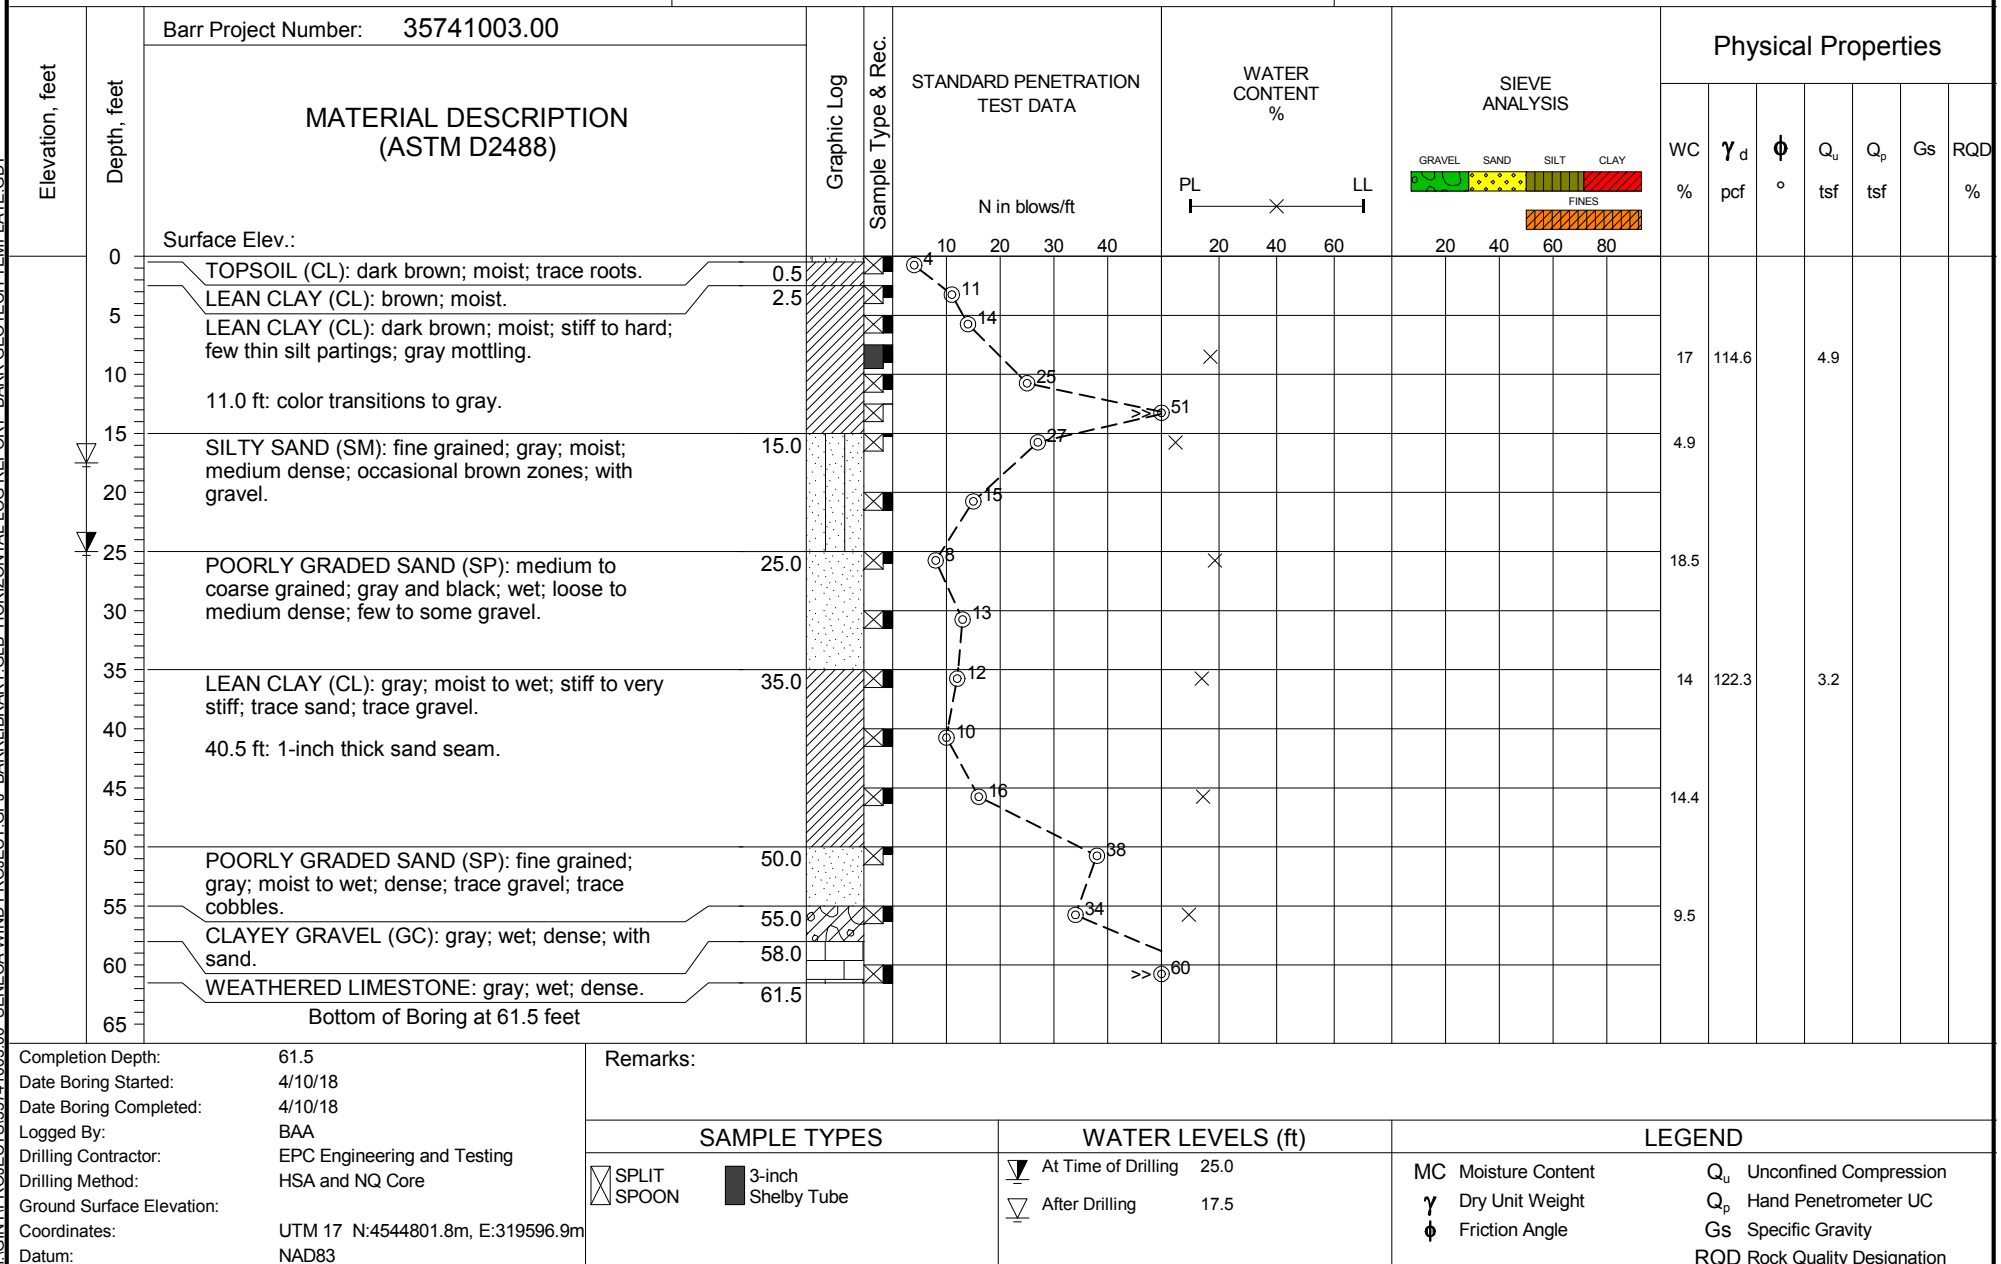 Barr Project Number: 35741003.00
Elevation, feet
Depth, feet
MATERIAL DESCRIPTION
(ASTM D2488)
Surface Elev.:
Graphic Log
Sample Type & Rec.
STANDARD PENETRATION
TEST DATA
N in blows/ft
10 20 30 40
WATER
CONTENT
%
PL LL
20 40 60
SIEVE
ANALYSIS
GRAVEL SAND SILT CLAY
FINES
20 40 60 80
Physical Properties
WC γ d ϕ Qu Qp Gs RQD
% pcf ° tsf tsf %
0
5
10
15
20
25
30
35
40
45
50
55
60
65
TOPSOIL (CL): dark brown; moist; trace roots. 0.5
LEAN CLAY (CL): brown; moist. 2.5
LEAN CLAY (CL): dark brown; moist; stiff to hard;
few thin silt partings; gray mottling.
11.0 ft: color transitions to gray.
SILTY SAND (SM): fine grained; gray; moist; 15.0
medium dense; occasional brown zones; with
gravel.
POORLY GRADED SAND (SP): medium to 25.0
coarse grained; gray and black; wet; loose to
medium dense; few to some gravel.
LEAN CLAY (CL): gray; moist to wet; stiff to very 35.0
stiff; trace sand; trace gravel.
40.5 ft: 1-inch thick sand seam.
POORLY GRADED SAND (SP): fine grained; 50.0
gray; moist to wet; dense; trace gravel; trace
cobbles.
55.0
CLAYEY GRAVEL (GC): gray; wet; dense; with
sand. 58.0
WEATHERED LIMESTONE: gray; wet; dense. 61.5
Bottom of Boring at 61.5 feet
4
11
14
25
>> 51
27
15
8
13
12
10
16
38
34
>> 60
17 114.6 4.9
4.9
18.5
14 122.3 3.2
14.4
9.5
Completion Depth: 61.5
Date Boring Started: 4/10/18
Date Boring Completed: 4/10/18
Logged By: BAA
Drilling Contractor: EPC Engineering and Testing
Drilling Method: HSA and NQ Core
Ground Surface Elevation:
Coordinates: UTM 17 N:4544801.8m, E:319596.9m
Datum: NAD83
Remarks:
SAMPLE TYPES
SPLIT
SPOON
3-inch
Shelby Tube
WATER LEVELS (ft)
At Time of Drilling 25.0
After Drilling 17.5
LEGEND
MC Moisture Content
γ Dry Unit Weight
ϕ Friction Angle
Qu Unconfined Compression
Qp Hand Penetrometer UC
Gs Specific Gravity
RQD Rock Quality Designation